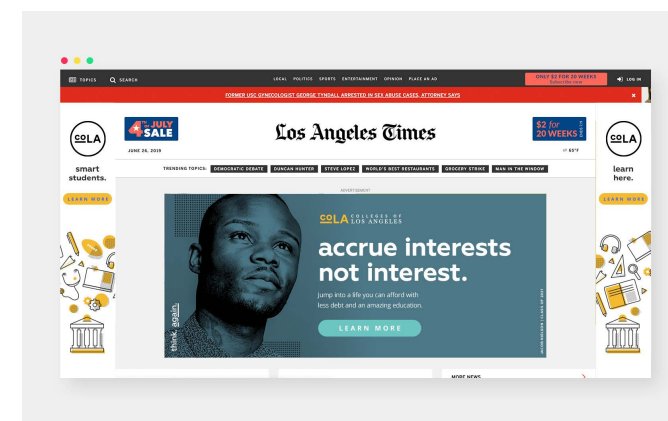 TOPICS
SEARCH
LOCAL POLITICS SPORTS ENTERTAINMENT OPINION PLACE AN AD
ONLY $2 FOR 20 WEEKS
Subscribe now
LOG IN
FORMER USC GYNECOLOGIST GEORGE TYNDALL ARRESTED IN SEX ABUSE CASES, ATTORNEY SAYS
COLA
smart
students.
LEARN MORE
4TH OF JULY
SALE
JUNE 26, 2019
Los Angeles Times
$2 for
20 WEEKS
65°F
COLA
learn
here.
LEARN MORE
TRENDING TOPICS: DEMOCRATIC DEBATE DUNCAN HUNTER STEVE LOPEZ WORLD'S BEST RESTAURANTS GROCERY STRIKE MAN IN THE WINDOW
ADVERTISEMENT
COLA COLLEGES OF
LOS ANGELES
accrue interests
not interest.
Jump into a life you can afford with
less debt and an amazing education.
LEARN MORE
think. again.
MORE NEWS